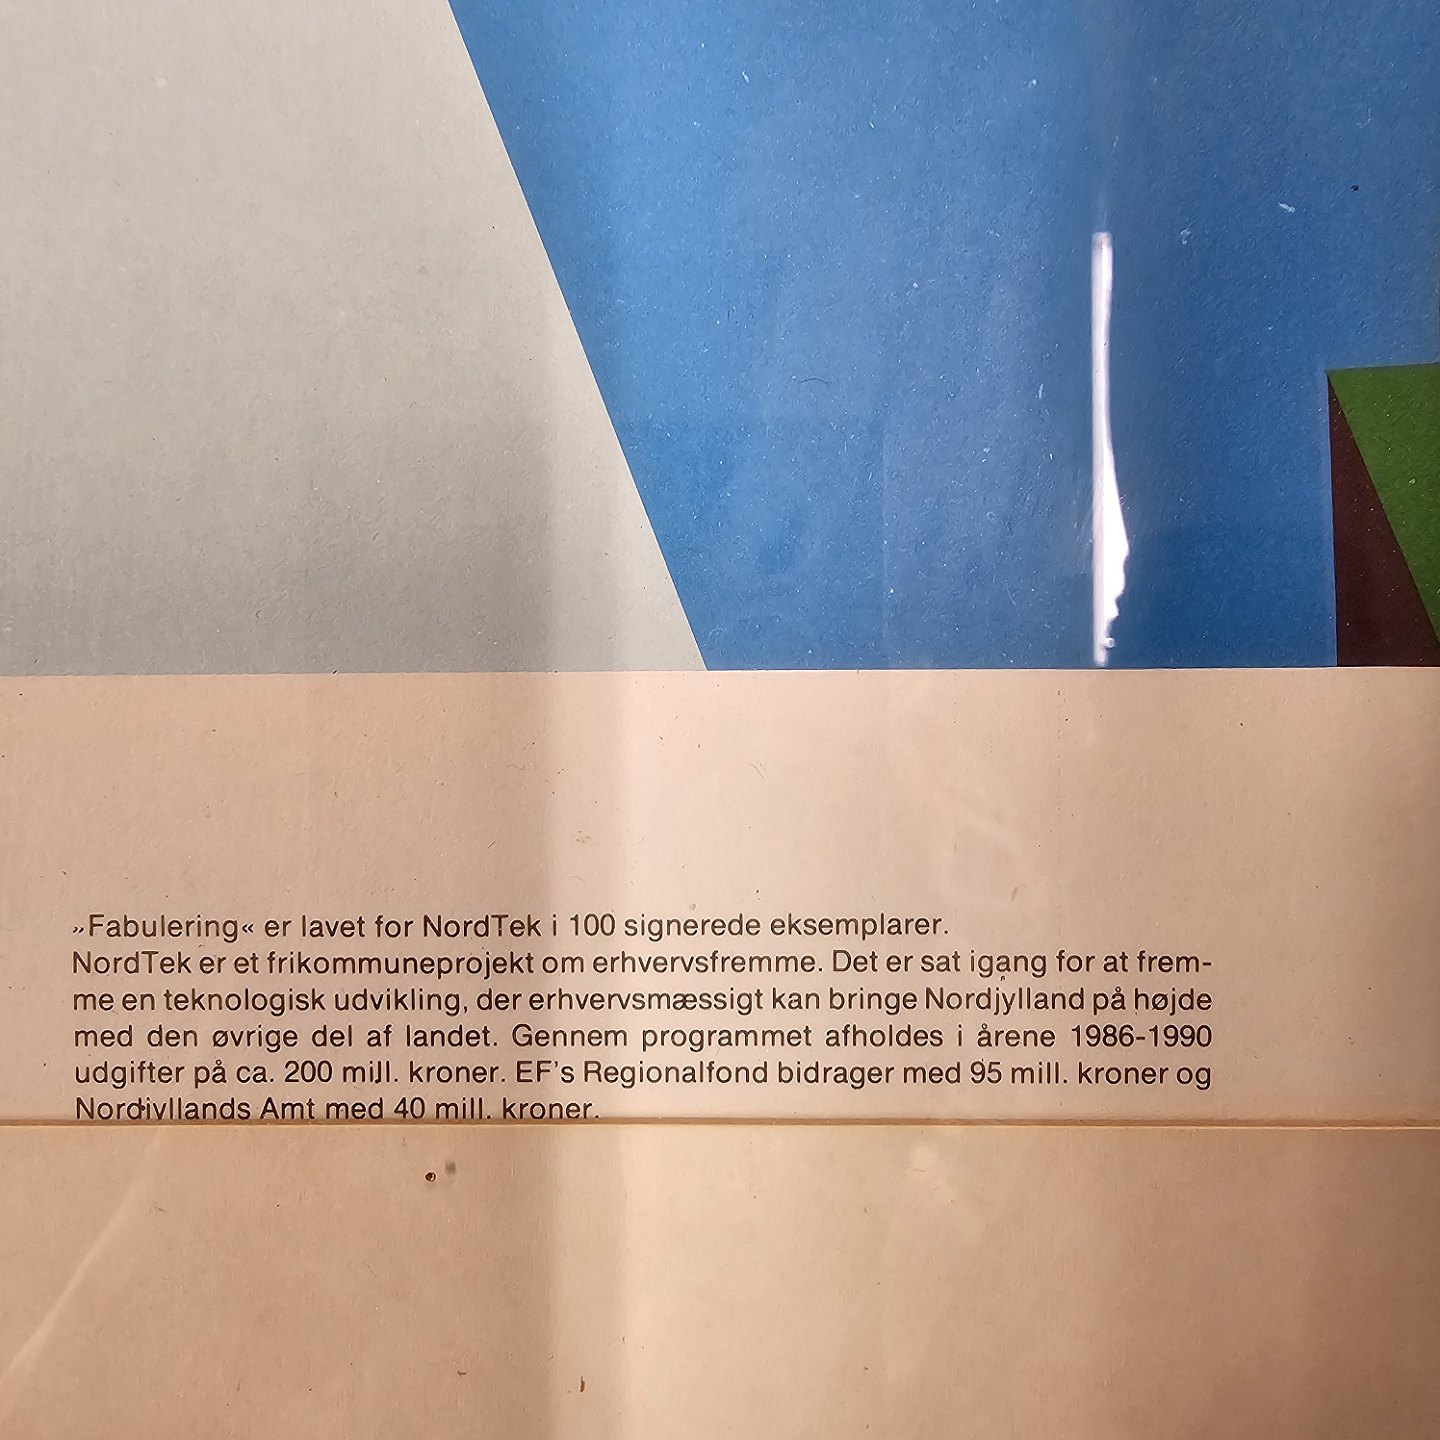 »Fabulering« er lavet for NordTek i 100 signerede eksemplarer.
NordTek er et frikommuneprojekt om erhvervsfremme. Det er sat igang for at frem-
me en teknologisk udvikling, der erhvervsmæssigt kan bringe Nordjylland på højde
med den øvrige del af landet. Gennem programmet afholdes i årene 1986-1990
udgifter på ca. 200 mill. kroner. EF's Regionalfond bidrager med 95 mill. kroner og
Nordjyllands Amt med 40 mill. kroner.